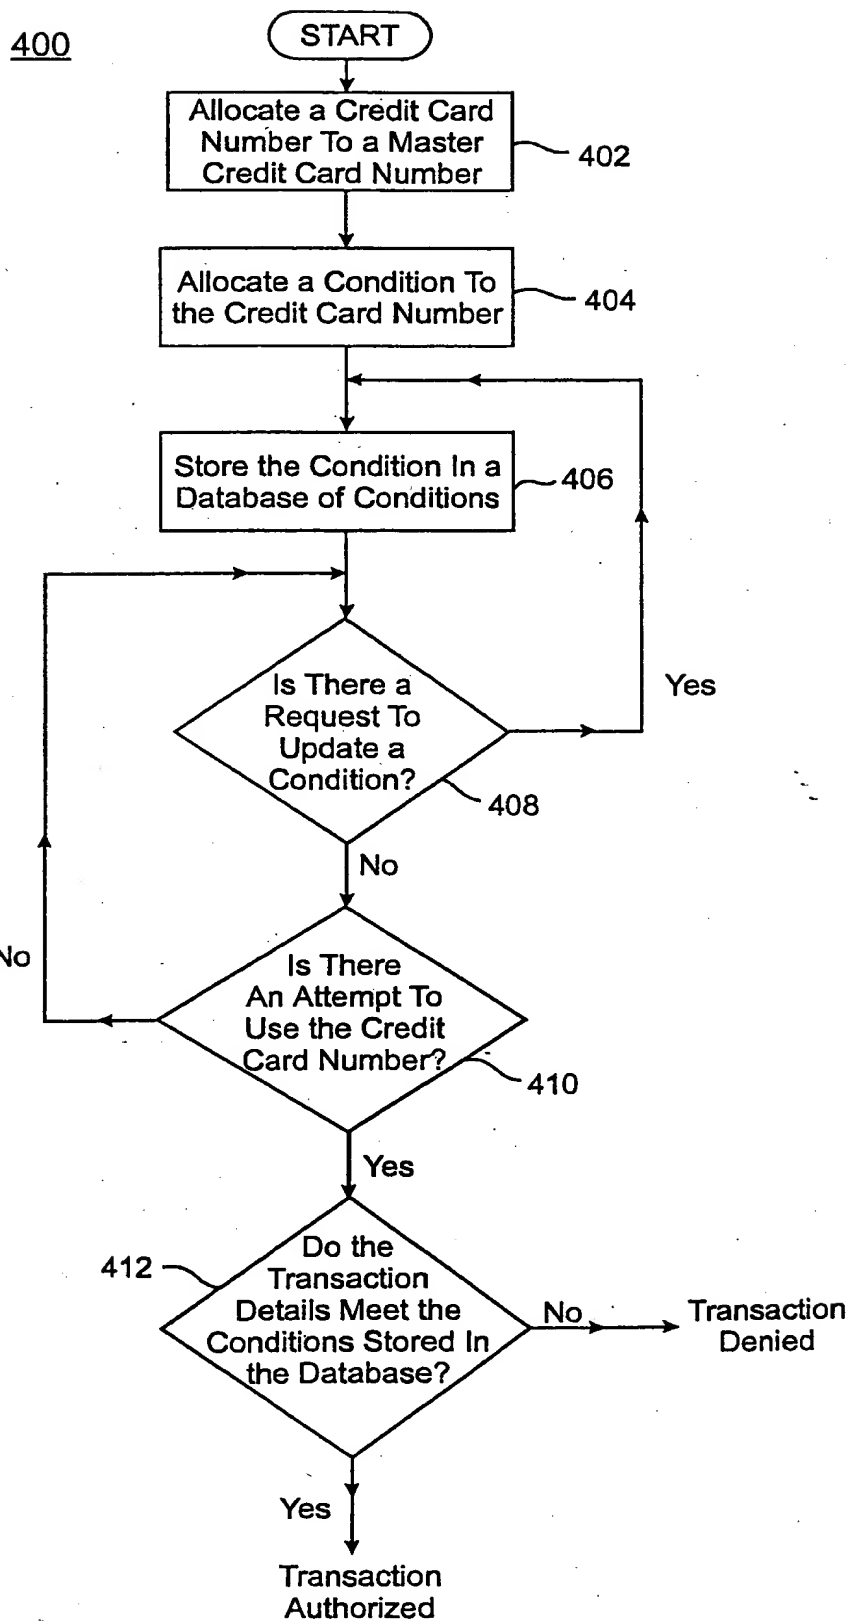 400
START
Allocate a Credit Card
Number To a Master
Credit Card Number
402
Allocate a Condition To
the Credit Card Number
404
Store the Condition In a
Database of Conditions
406
Is There a
Request To
Update a
Condition?
408
Yes
No
Is There
An Attempt To
Use the Credit
Card Number?
410
No
Yes
412
Do the
Transaction
Details Meet the
Conditions Stored In
the Database?
No
Transaction
Denied
Yes
Transaction
Authorized